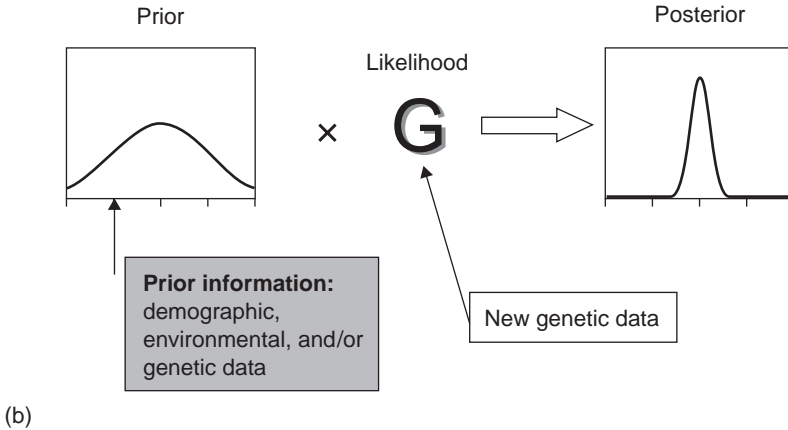 Prior
Posterior
Likelihood
×
G
Prior information:
demographic,
environmental, and/or
genetic data
New genetic data
(b)